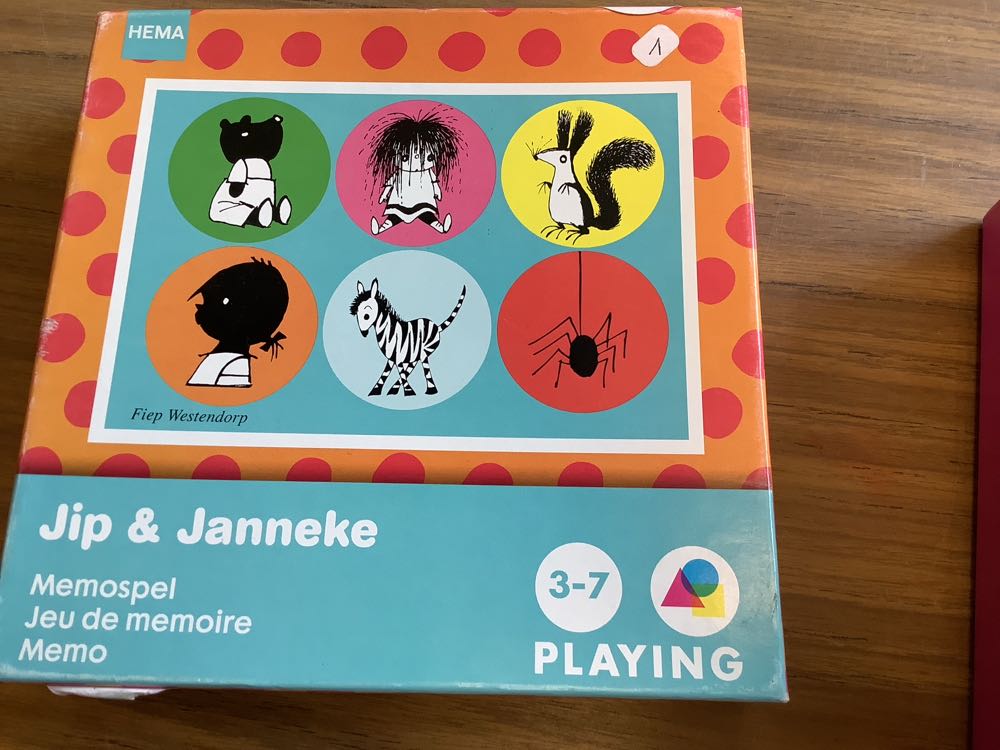 HEMA
1
Fiep Westendorp
Jip & Janneke
Memospel
Jeu de memoire
Memo
3-7
PLAYING